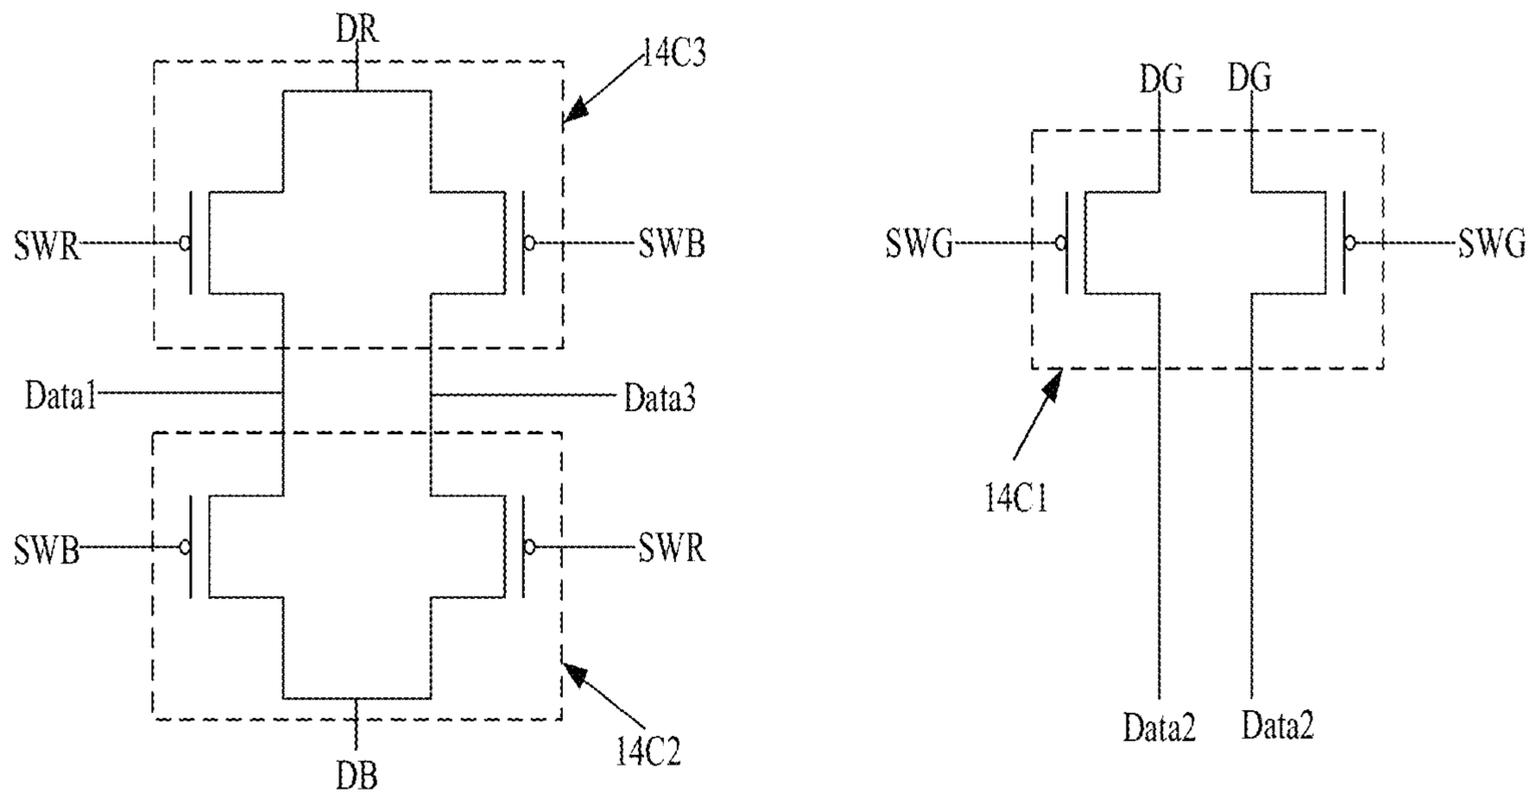 DR
14C3
SWR
SWB
Data1
Data3
SWB
SWR
14C2
DB
DG DG
SWG
SWG
14C1
Data2 Data2